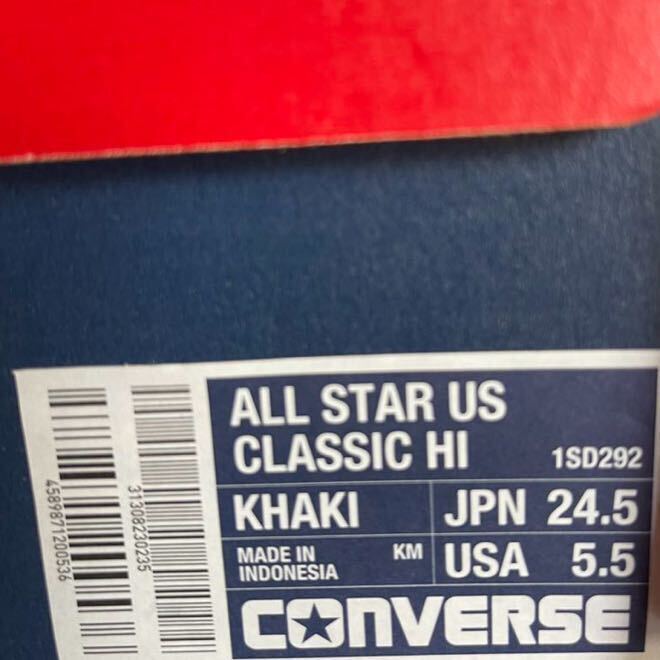 ALL STAR US
CLASSIC HI 1SD292
KHAKI JPN 24.5
MADE IN
INDONESIA KM USA 5.5
CONVERSE
31308230235
4589871200536